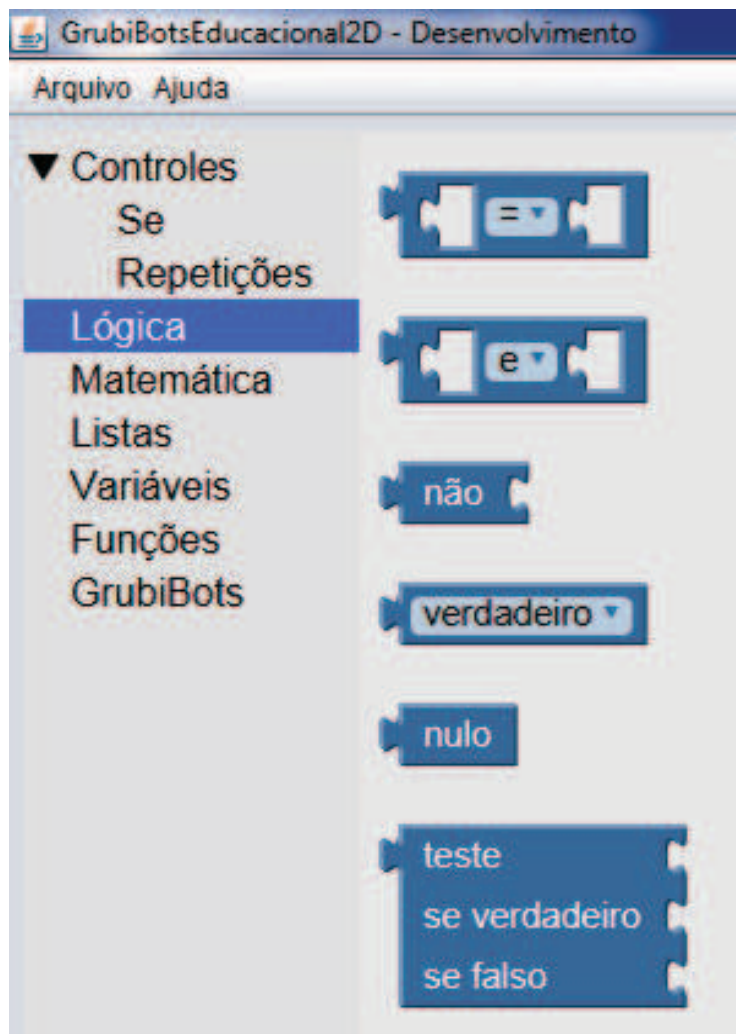 GrubiBotsEducacional2D - Desenvolvimento
Arquivo Ajuda
▼ Controles
Se
Repetições
Lógica
Matemática
Listas
Variáveis
Funções
GrubiBots
=
e
não
verdadeiro
nulo
teste
se verdadeiro
se falso